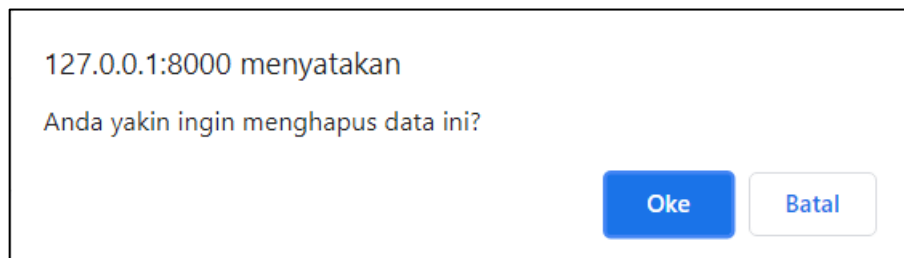 127.0.0.1:8000 menyatakan
Anda yakin ingin menghapus data ini?
Oke Batal